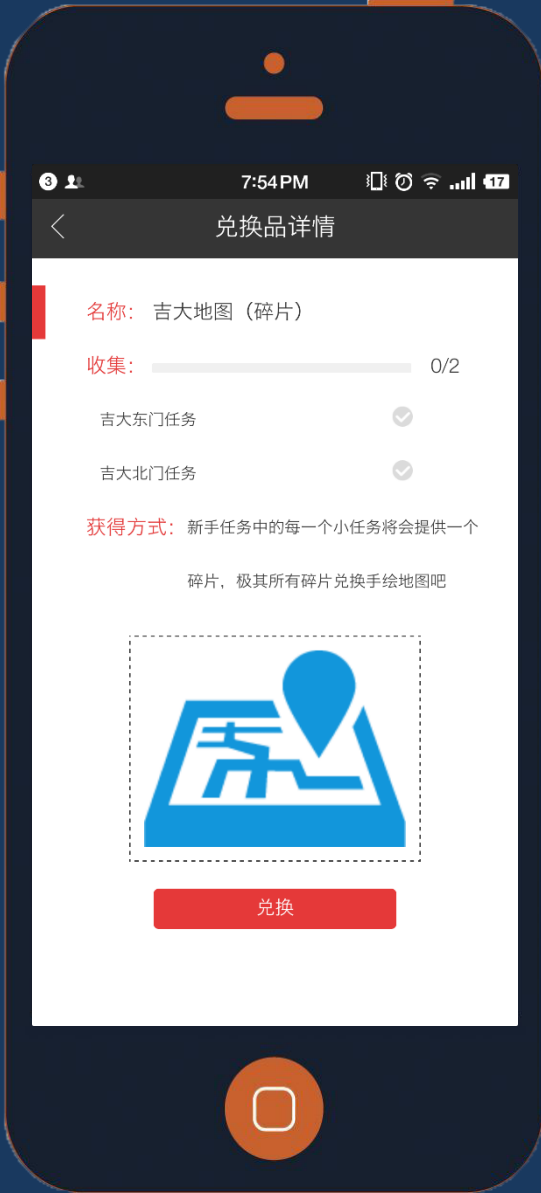 3
7:54 PM
17
兑换品详情
名称: 吉大地图（碎片）
收集: 0/2
吉大东门任务
吉大北门任务
获得方式: 新手任务中的每一个小任务将会提供一个
碎片，极其所有碎片兑换手绘地图吧
兑换